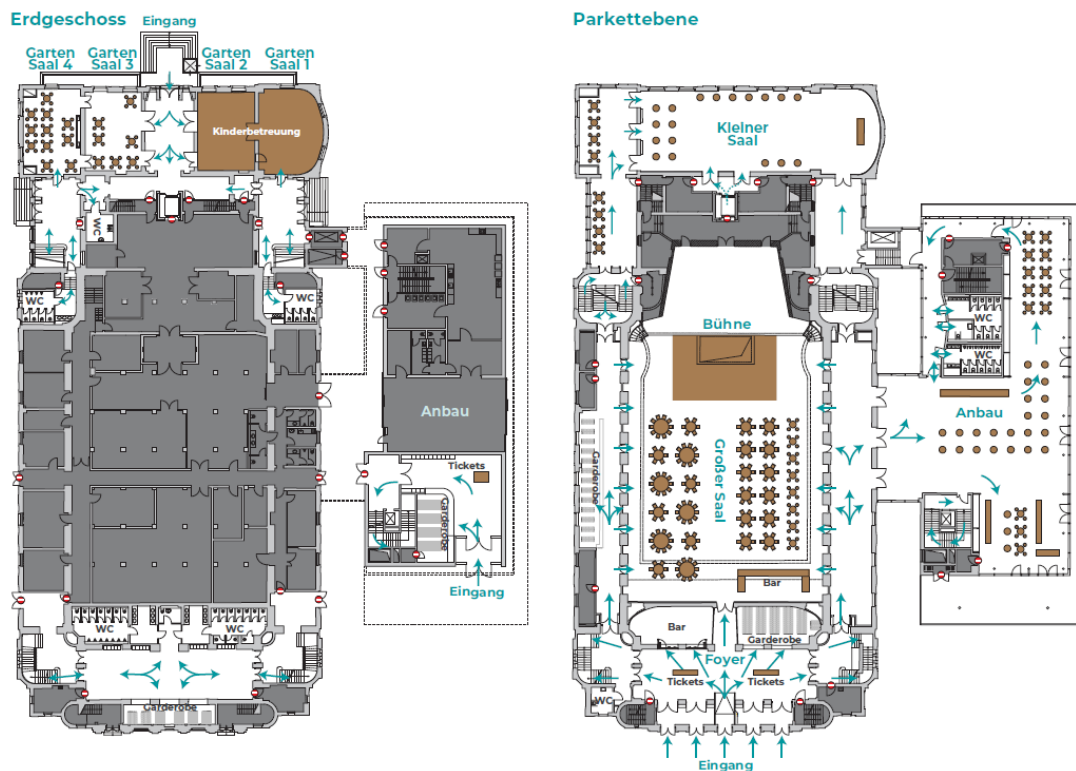 Erdgeschoss
Eingang
Garten
Saal 4
Garten
Saal 3
Garten
Saal 2
Garten
Saal 1
Kinderbetreuung
WC
WC
WC
Anbau
Tickets
Garderobe
Eingang
WC
WC
Garderobe
Parkettebene
Kleiner
Saal
Bühne
WC
WC
Anbau
Großer Saal
Garderobe
Bar
Bar
Garderobe
Foyer
Tickets
Tickets
WC
Eingang